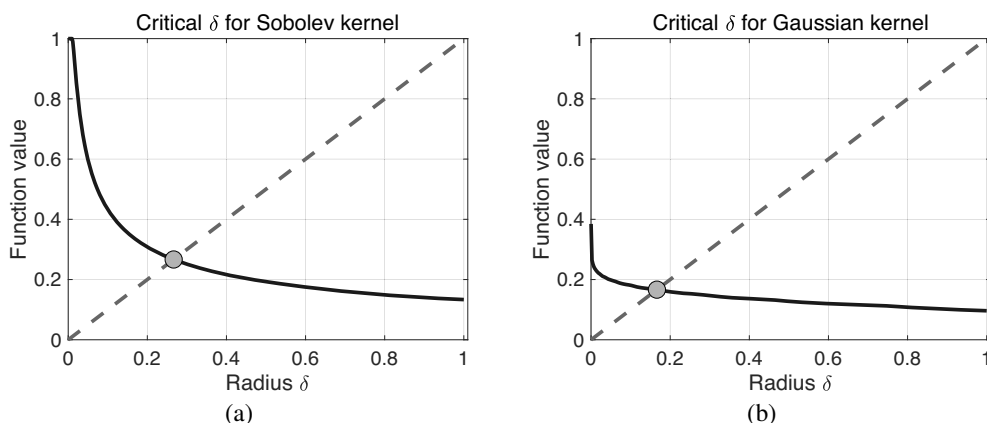 Critical δ for Sobolev kernel
1
0.8
0.6
0.4
0.2
0
Function value
0 0.2 0.4 0.6 0.8 1
Radius δ
(a)
Critical δ for Gaussian kernel
1
0.8
0.6
0.4
0.2
0
Function value
0 0.2 0.4 0.6 0.8 1
Radius δ
(b)